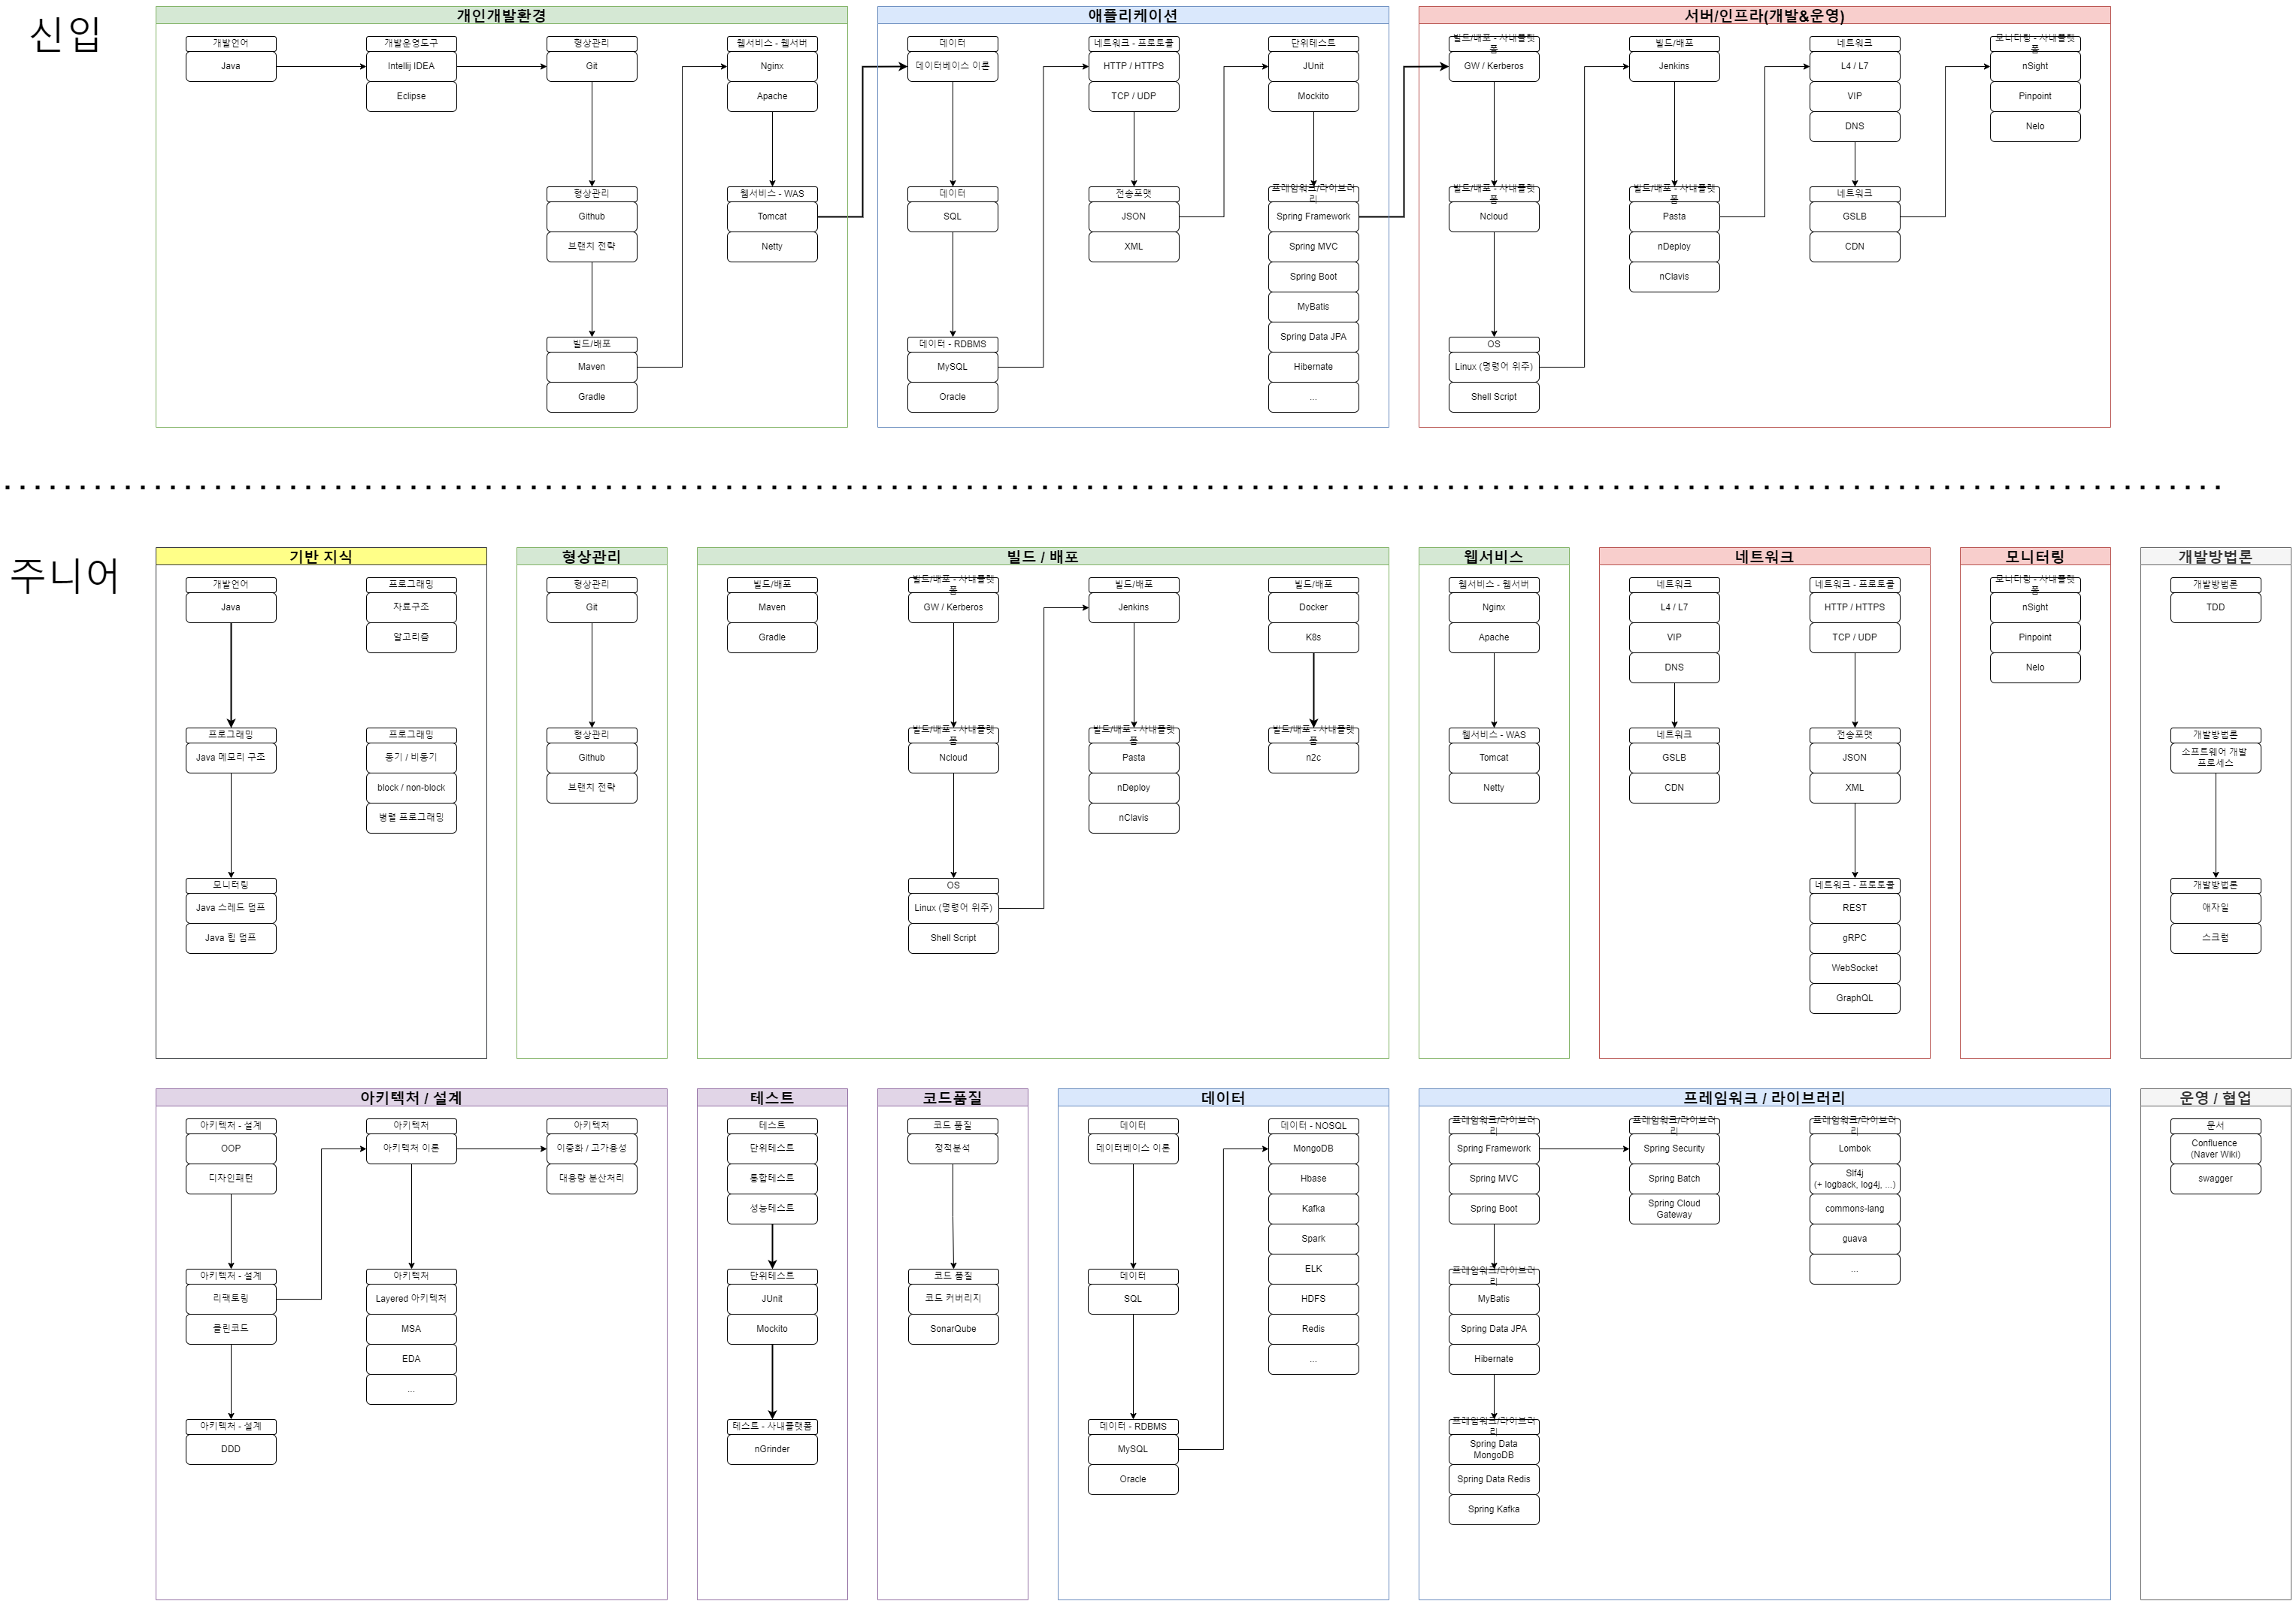 신입
개인개발환경
개발언어
Java
개발운영도구
Intellij IDEA
Eclipse
형상관리
Git
형상관리
Github
브랜치 전략
빌드/배포
Maven
Gradle
웹서비스 - 웹서버
Nginx
Apache
웹서비스 - WAS
Tomcat
Netty
애플리케이션
데이터
데이터베이스 이론
데이터
SQL
데이터 - RDBMS
MySQL
Oracle
네트워크 - 프로토콜
HTTP / HTTPS
TCP / UDP
전송포맷
JSON
XML
단위테스트
JUnit
Mockito
프레임워크/라이브러
리
Spring Framework
Spring MVC
Spring Boot
MyBatis
Spring Data JPA
Hibernate
...
서버/인프라(개발&운영)
빌드/배포 - 사내플랫
폼
GW / Kerberos
빌드/배포 - 사내플랫
폼
Ncloud
OS
Linux (명령어 위주)
Shell Script
빌드/배포
Jenkins
빌드/배포 - 사내플랫
폼
Pasta
nDeploy
nClavis
네트워크
L4 / L7
VIP
DNS
네트워크
GSLB
CDN
모니터링 - 사내플랫
폼
nSight
Pinpoint
Nelo
주니어
기반 지식
개발언어
Java
프로그래밍
Java 메모리 구조
모니터링
Java 스레드 덤프
Java 힙 덤프
프로그래밍
자료구조
알고리즘
프로그래밍
동기 / 비동기
block / non-block
병렬 프로그래밍
형상관리
형상관리
Git
형상관리
Github
브랜치 전략
빌드 / 배포
빌드/배포
Maven
Gradle
빌드/배포 - 사내플랫
폼
GW / Kerberos
빌드/배포 - 사내플랫
폼
Ncloud
OS
Linux (명령어 위주)
Shell Script
빌드/배포
Jenkins
빌드/배포 - 사내플랫
폼
Pasta
nDeploy
nClavis
빌드/배포
Docker
K8s
빌드/배포 - 사내플랫
폼
n2c
웹서비스
웹서비스 - 웹서버
Nginx
Apache
웹서비스 - WAS
Tomcat
Netty
네트워크
네트워크
L4 / L7
VIP
DNS
네트워크
GSLB
CDN
네트워크 - 프로토콜
HTTP / HTTPS
TCP / UDP
전송포맷
JSON
XML
네트워크 - 프로토콜
REST
gRPC
WebSocket
GraphQL
모니터링
모니터링 - 사내플랫
폼
nSight
Pinpoint
Nelo
개발방법론
개발방법론
TDD
개발방법론
소프트웨어 개발
프로세스
개발방법론
애자일
스크럼
아키텍처 / 설계
아키텍처 - 설계
OOP
디자인패턴
아키텍처 - 설계
리팩토링
클린코드
아키텍처 - 설계
DDD
아키텍처
아키텍처 이론
아키텍처
Layered 아키텍처
MSA
EDA
...
아키텍처
이중화 / 고가용성
대용량 분산처리
테스트
테스트
단위테스트
통합테스트
성능테스트
단위테스트
JUnit
Mockito
테스트 - 사내플랫폼
nGrinder
코드품질
코드 품질
정적분석
코드 품질
코드 커버리지
SonarQube
데이터
데이터
데이터베이스 이론
데이터
SQL
데이터 - RDBMS
MySQL
Oracle
데이터 - NOSQL
MongoDB
Hbase
Kafka
Spark
ELK
HDFS
Redis
...
프레임워크 / 라이브러리
프레임워크/라이브러
리
Spring Framework
Spring MVC
Spring Boot
프레임워크/라이브러
리
MyBatis
Spring Data JPA
Hibernate
프레임워크/라이브러
리
Spring Data
MongoDB
Spring Data Redis
Spring Kafka
프레임워크/라이브러
리
Spring Security
Spring Batch
Spring Cloud
Gateway
프레임워크/라이브러
리
Lombok
Slf4j
(+ logback, log4j, ...)
commons-lang
guava
...
운영 / 협업
문서
Confluence
(Naver Wiki)
swagger